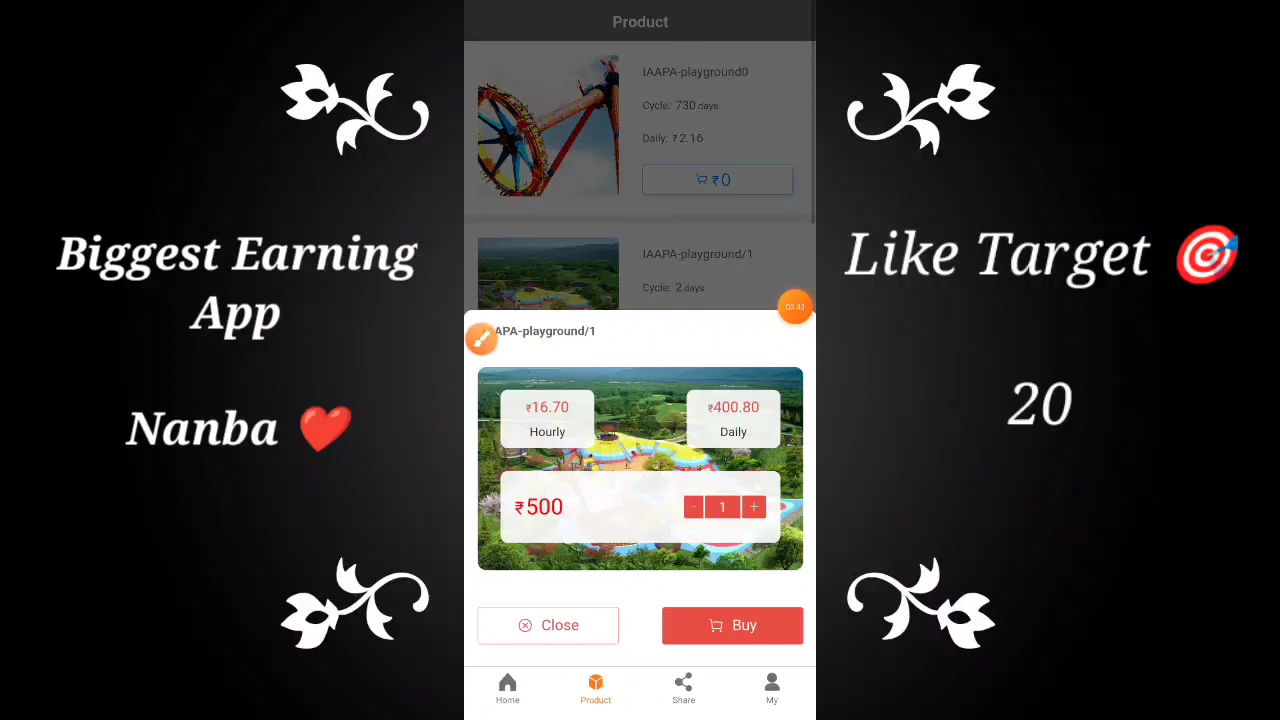 Product
IAAPA-playground0
Cycle: 730 days
Daily: ₹2.16
₹0
IAAPA-playground/1
Cycle: 2 days
03:43
APA-playground/1
₹16.70
Hourly
₹400.80
Daily
₹500
- 1 +
Close
Buy
Home
Product
Share
My
Biggest Earning
App
Nanba ❤️
Like Target 🎯
20